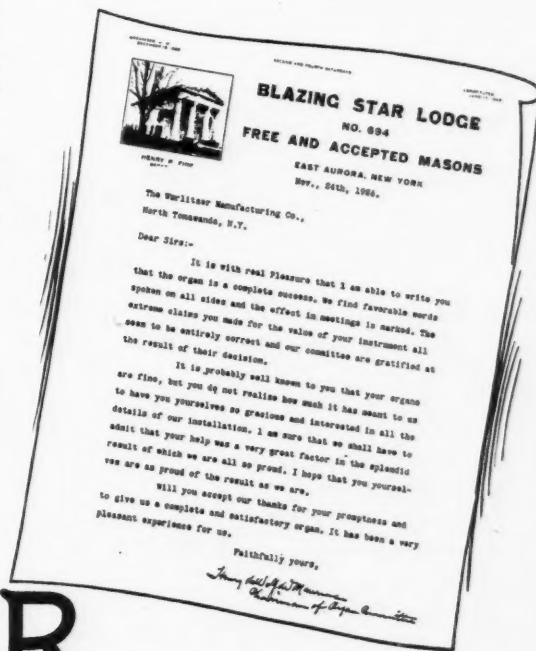 SECOND AND FOURTH SATURDAYS
BLAZING STAR LODGE
NO. 694
FREE AND ACCEPTED MASONS
EAST AURORA, NEW YORK
Nov., 24th, 1926.
The Wurlitzer Manufacturing Co.,
North Tonawanda, N.Y.
Dear Sirs:-
It is with real Pleasure that I am able to write you
that the organ is a complete success. We find favorable words
spoken on all sides and the effect in meetings is marked. The
extreme claims you made for the value of your instrument all
seem to be entirely correct and our committee are gratified at
the result of their decision.
It is probably well known to you that your organs
are fine, but you do not realize how much it has meant to us
to have you yourselves so gracious and interested in all the
details of our installation. I am sure that we shall have to
admit that your help was a very great factor in the splendid
result of which we are all so proud. I hope that you yoursel-
ves are as proud of the result as we are.
Will you accept our thanks for your promptness and
to give us a complete and satisfactory organ. It has been a very
pleasant experience for us.
Faithfully yours,
Chairman of Organ Committee
R